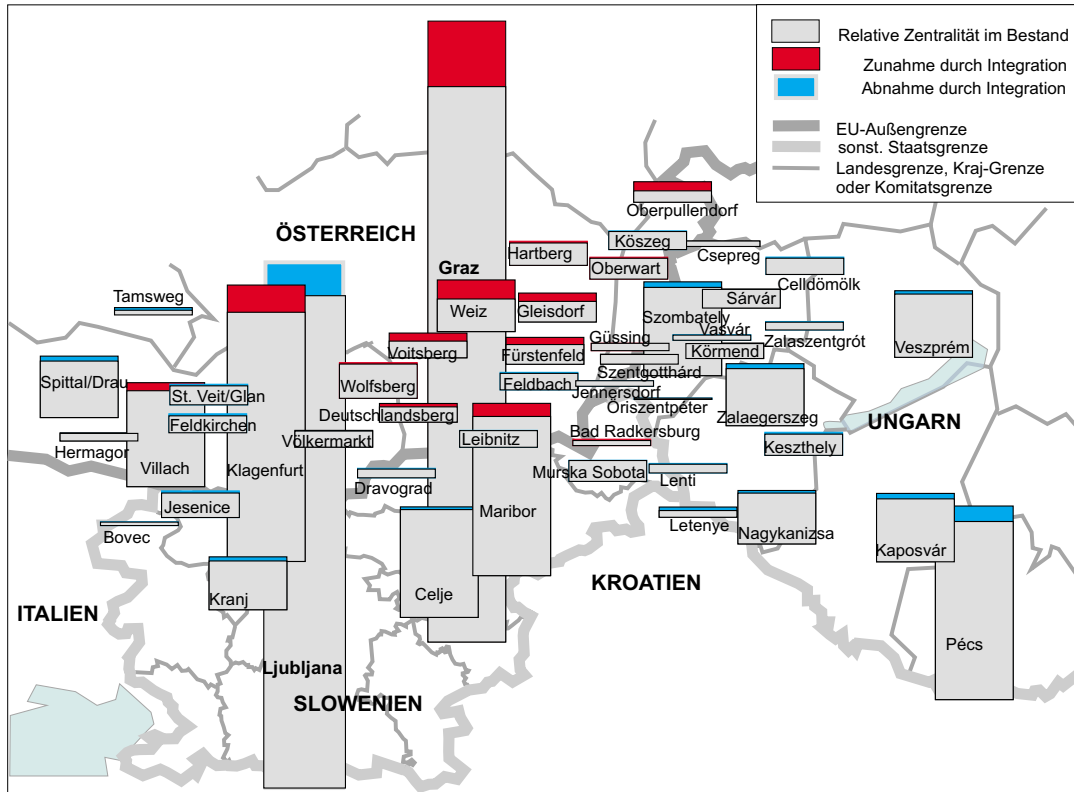 Relative Zentralität im Bestand
Zunahme durch Integration
Abnahme durch Integration
EU-Außengrenze
sonst. Staatsgrenze
Landesgrenze, Kraj-Grenze
oder Komitatsgrenze
Oberpullendorf
ÖSTERREICH
Köszeg
Hartberg
Csepreg
Graz
Oberwart
Celldömölk
Tamsweg
Sárvár
Weiz
Gleisdorf
Szombately
Vasvár
Güssing
Zalaszentgrót
Veszprém
Voitsberg
Fürstenfeld
Körmend
Szentgotthárd
Spittal/Drau
Wolfsberg
Feldbach
Jennersdorf
St. Veit/Glan
Öriszentpéter
Deutschlandsberg
Zalaegerszeg
UNGARN
Feldkirchen
Völkermarkt
Leibnitz
Bad Radkersburg
Keszthely
Hermagor
Villach
Klagenfurt
Murska Sobota
Lenti
Dravograd
Jesenice
Maribor
Letenye
Nagykanizsa
Bovec
Kaposvár
KROATIEN
Kranj
Celje
ITALIEN
Pécs
Ljubljana
SLOWENIEN